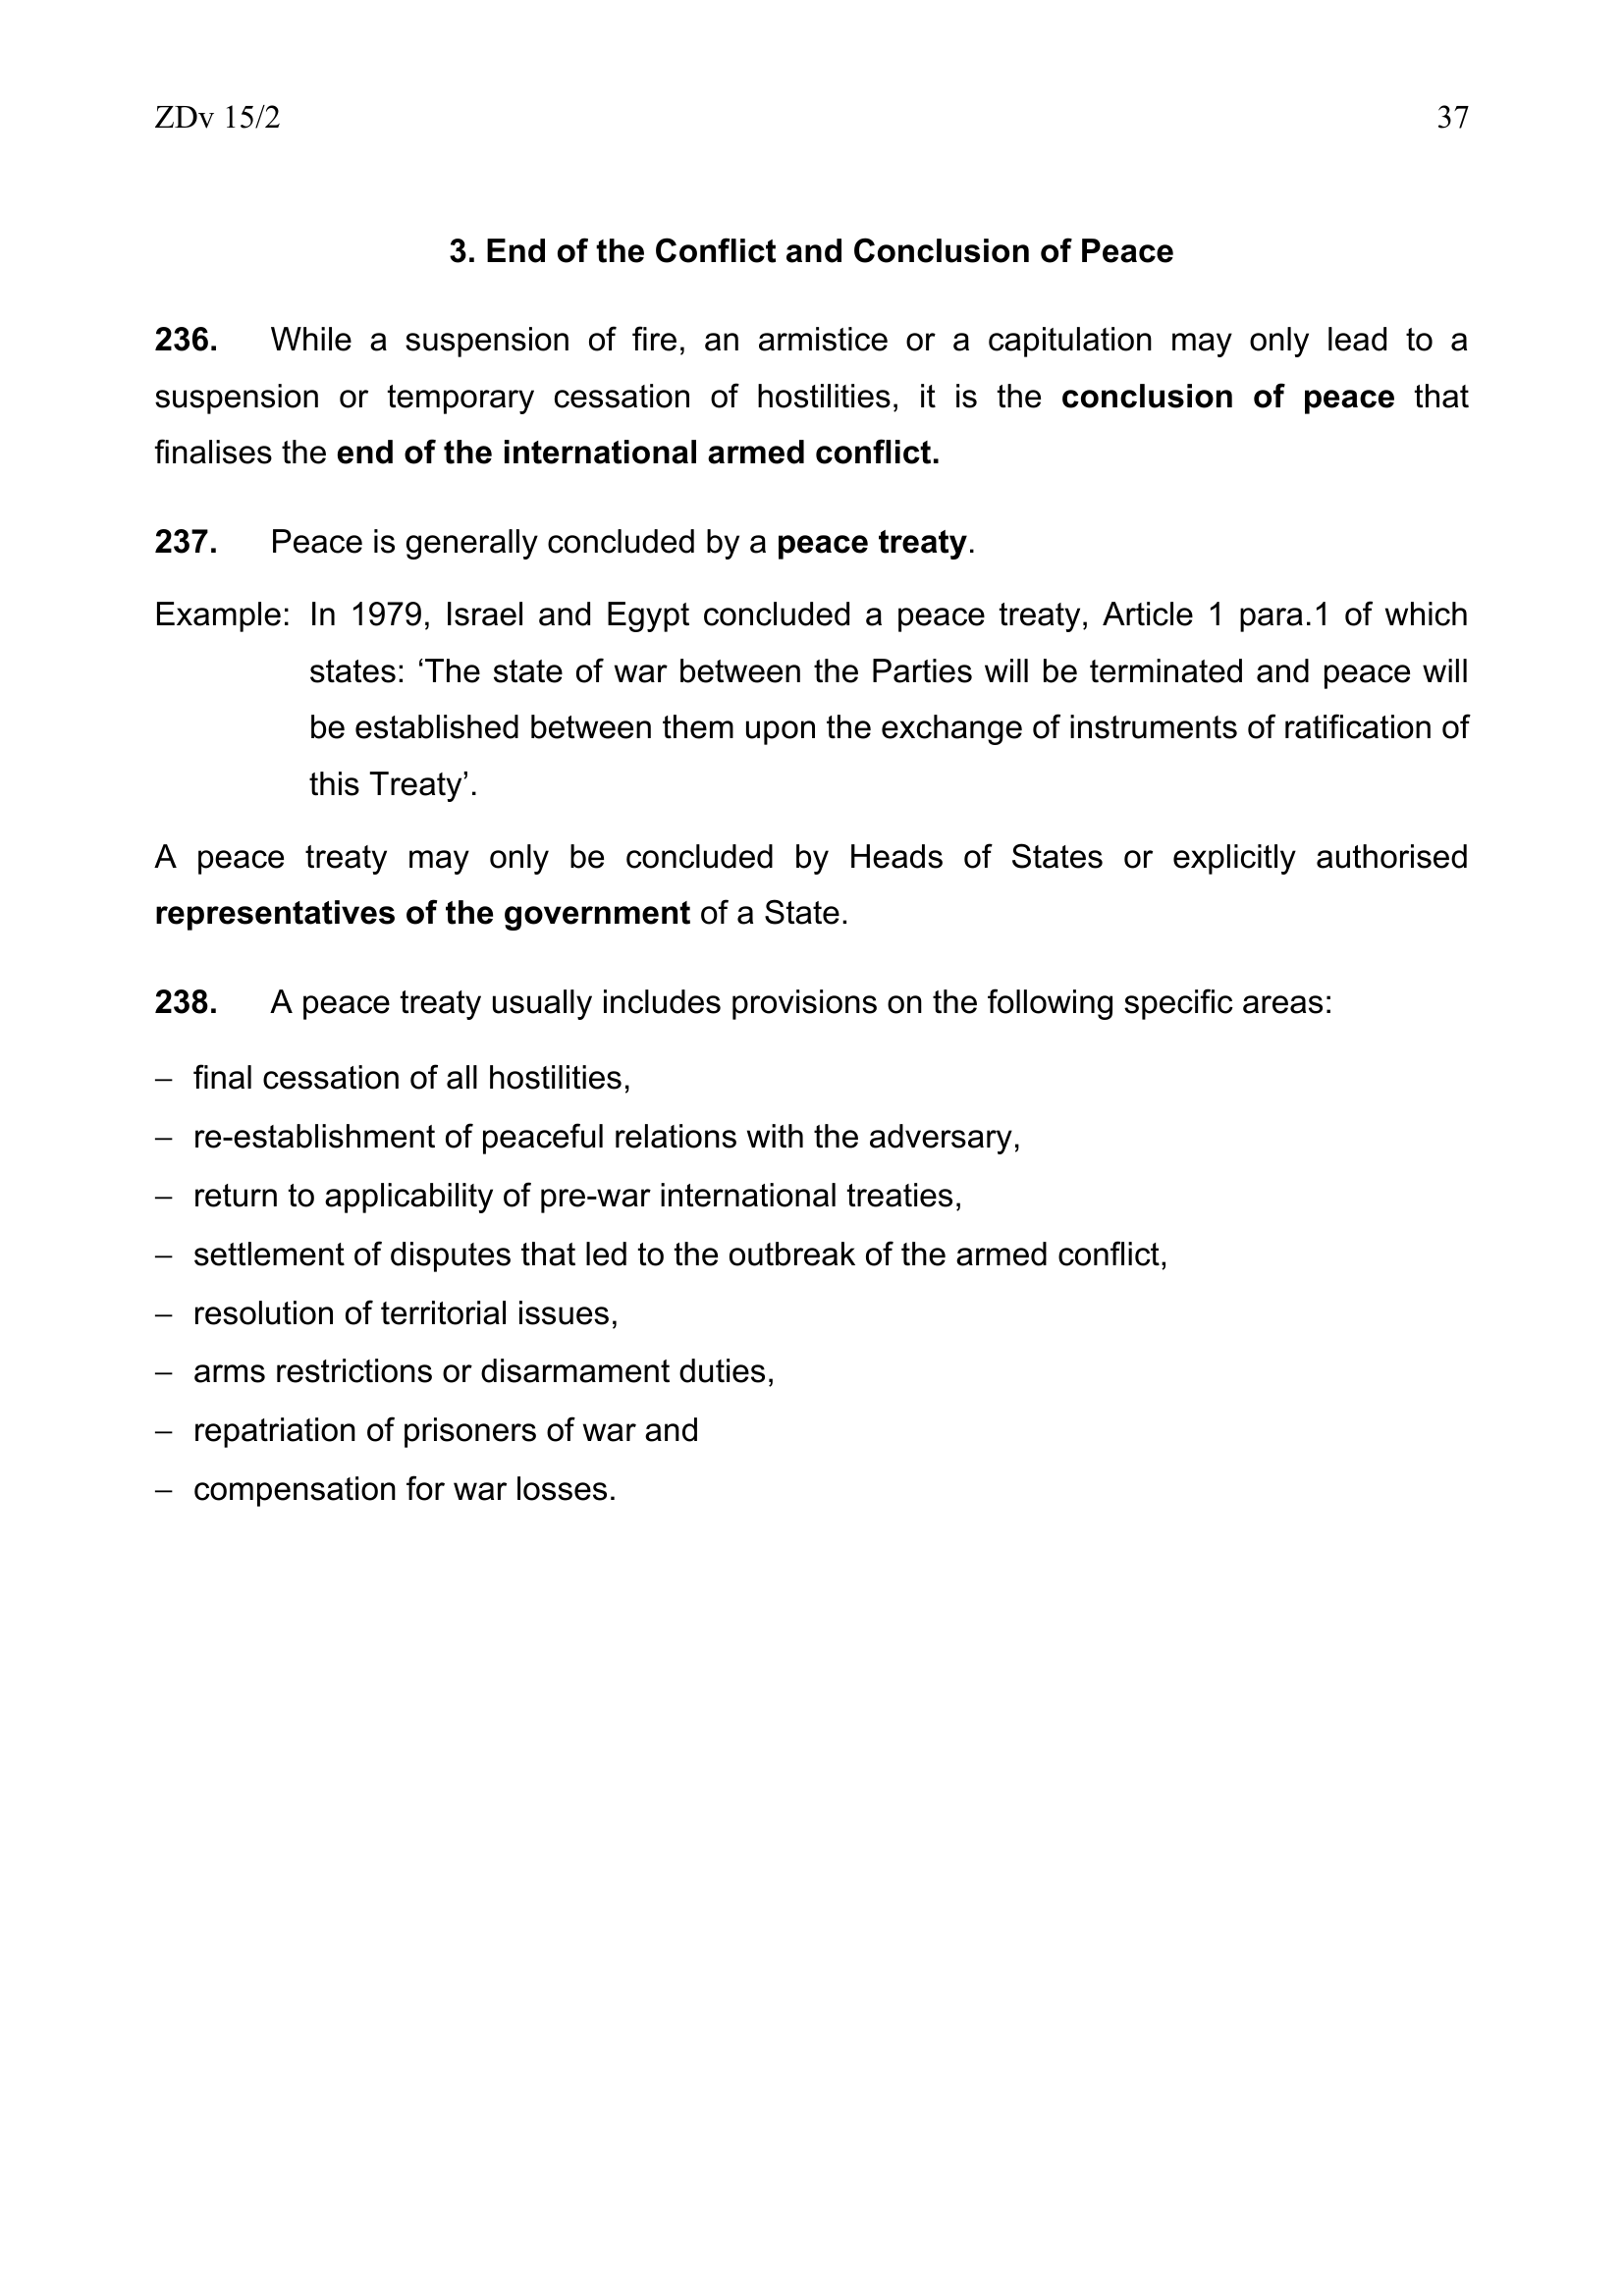 ZDv 15/2 37
3. End of the Conflict and Conclusion of Peace
236. While a suspension of fire, an armistice or a capitulation may only lead to a
suspension or temporary cessation of hostilities, it is the conclusion of peace that
finalises the end of the international armed conflict.
237. Peace is generally concluded by a peace treaty.
Example: In 1979, Israel and Egypt concluded a peace treaty, Article 1 para.1 of which
states: ‘The state of war between the Parties will be terminated and peace will
be established between them upon the exchange of instruments of ratification of
this Treaty’.
A peace treaty may only be concluded by Heads of States or explicitly authorised
representatives of the government of a State.
238. A peace treaty usually includes provisions on the following specific areas:
– final cessation of all hostilities,
– re-establishment of peaceful relations with the adversary,
– return to applicability of pre-war international treaties,
– settlement of disputes that led to the outbreak of the armed conflict,
– resolution of territorial issues,
– arms restrictions or disarmament duties,
– repatriation of prisoners of war and
– compensation for war losses.